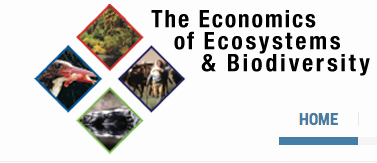 The Economics
of Ecosystems
& Biodiversity
HOME